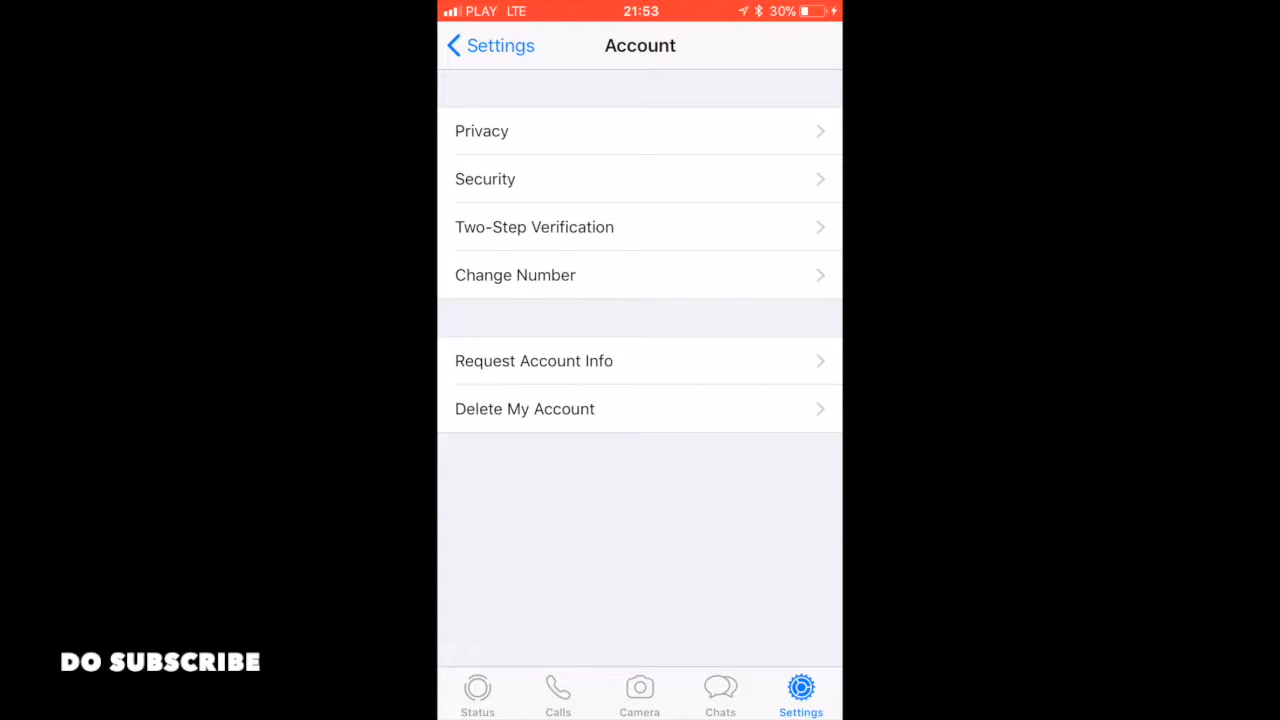 PLAY LTE 21:53 30%
Settings Account
Privacy
Security
Two-Step Verification
Change Number
Request Account Info
Delete My Account
DO SUBSCRIBE
Status Calls Camera Chats Settings